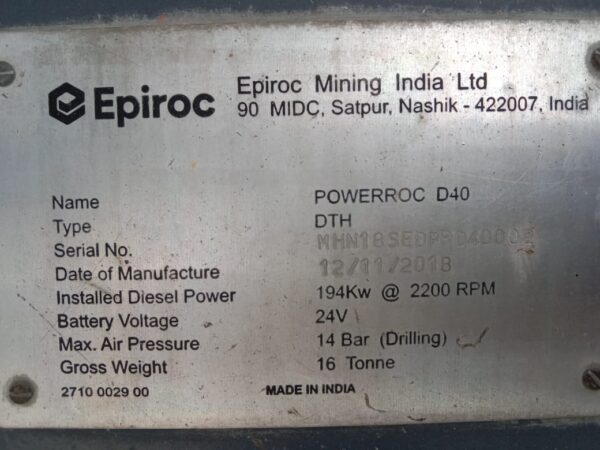 Epiroc
Epiroc Mining India Ltd
90 MIDC, Satpur, Nashik - 422007, India
Name POWERROC D40
Type DTH
Serial No.
Date of Manufacture 12/11/2018
Installed Diesel Power 194Kw @ 2200 RPM
Battery Voltage 24V
Max. Air Pressure 14 Bar (Drilling)
Gross Weight 16 Tonne
2710 0029 00 MADE IN INDIA